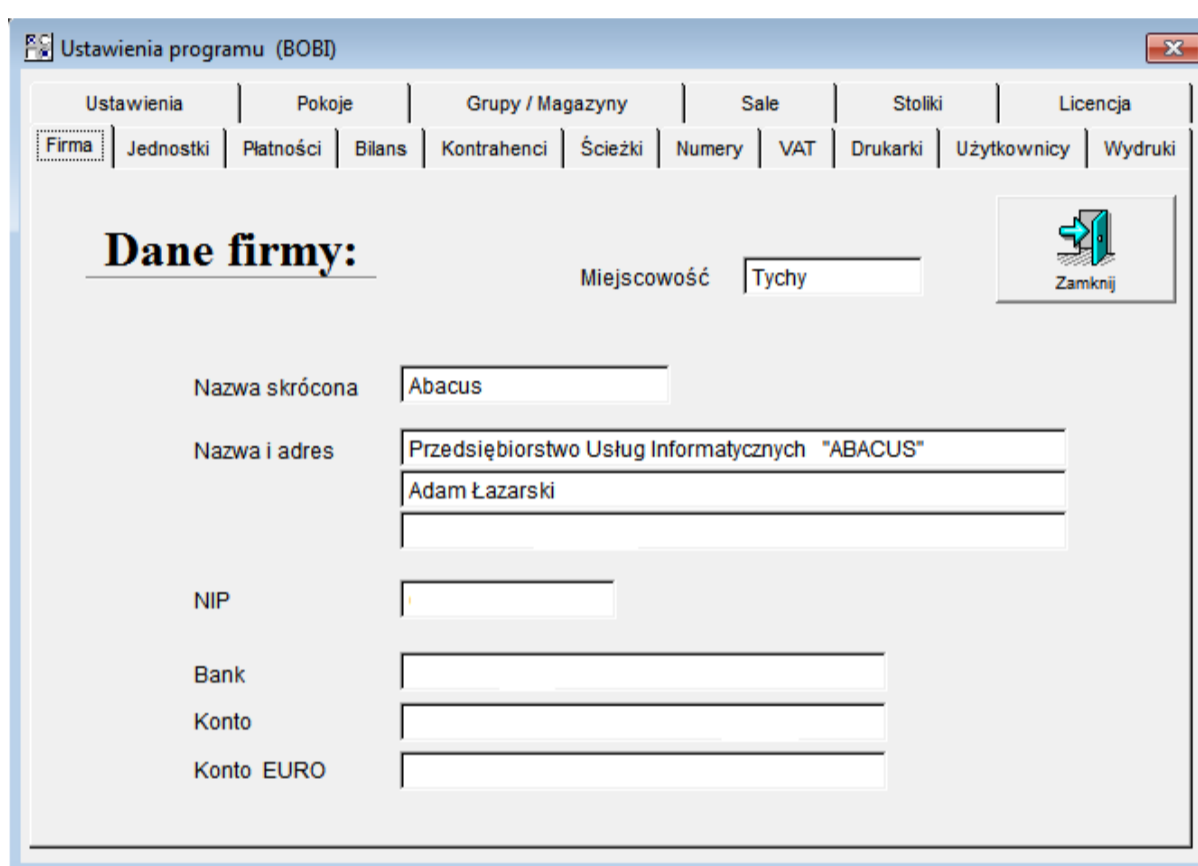 Ustawienia programu (BOBI)
Ustawienia Pokoje Grupy / Magazyny Sale Stoliki Licencja
Firma Jednostki Płatności Bilans Kontrahenci Ścieżki Numery VAT Drukarki Użytkownicy Wydruki
Dane firmy:
Miejscowość Tychy
Zamknij
Nazwa skrócona Abacus
Nazwa i adres Przedsiębiorstwo Usług Informatycznych "ABACUS"
Adam Łazarski
NIP
Bank
Konto
Konto EURO